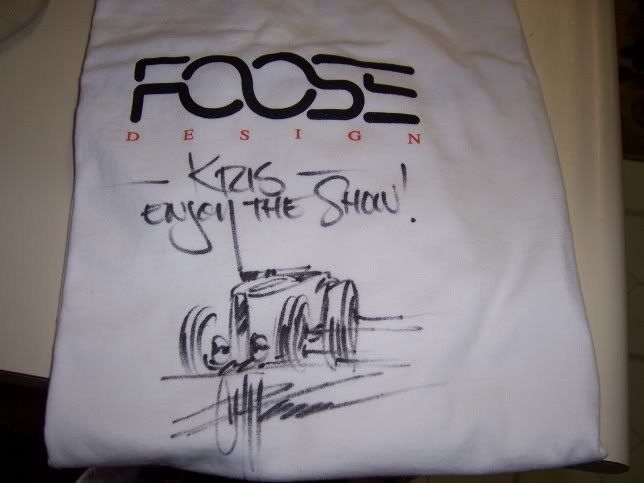 FOOSE
DESIGN
- KRIS -
ENJOY THE SHOW!